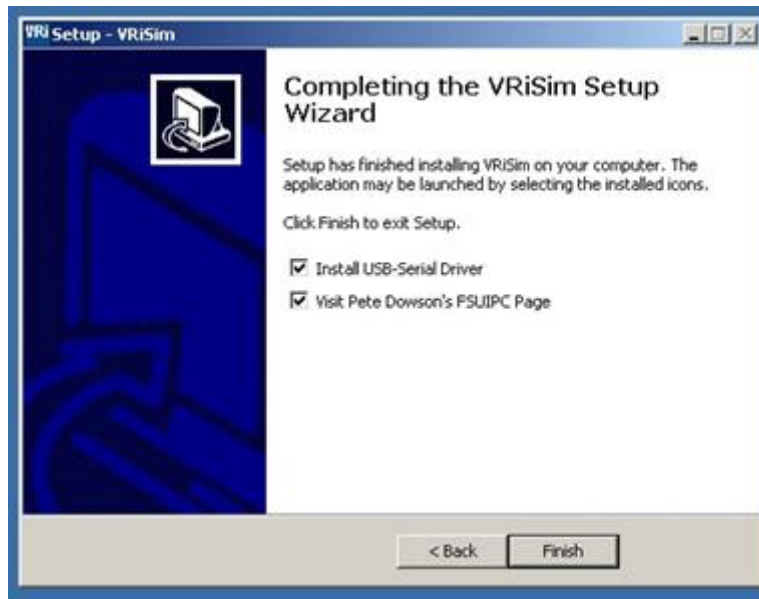 VRi Setup - VRiSim
Completing the VRiSim Setup
Wizard
Setup has finished installing VRiSim on your computer. The
application may be launched by selecting the installed icons.
Click Finish to exit Setup.
Install USB-Serial Driver
Visit Pete Dowson's FSUIPC Page
< Back Finish